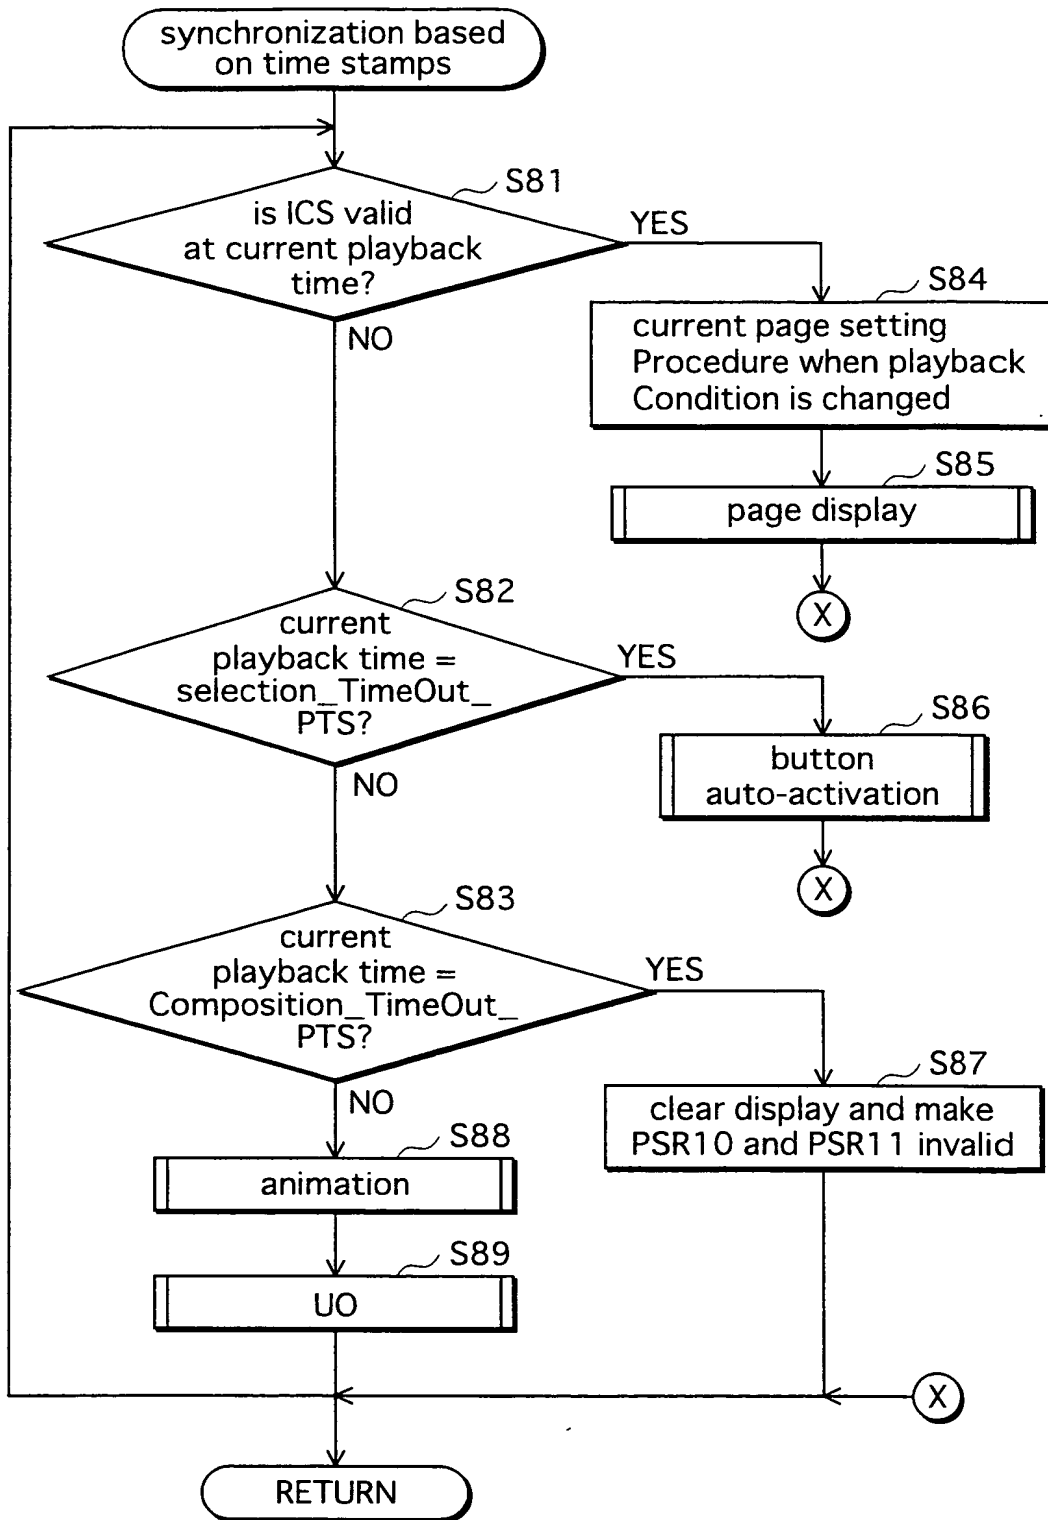 synchronization based
on time stamps
S81
is ICS valid
at current playback
time?
YES
NO
S84
current page setting
Procedure when playback
Condition is changed
S85
page display
X
S82
current
playback time =
selection_TimeOut_
PTS?
YES
NO
S86
button
auto-activation
X
S83
current
playback time =
Composition_TimeOut_
PTS?
YES
NO
S87
clear display and make
PSR10 and PSR11 invalid
S88
animation
S89
UO
X
RETURN